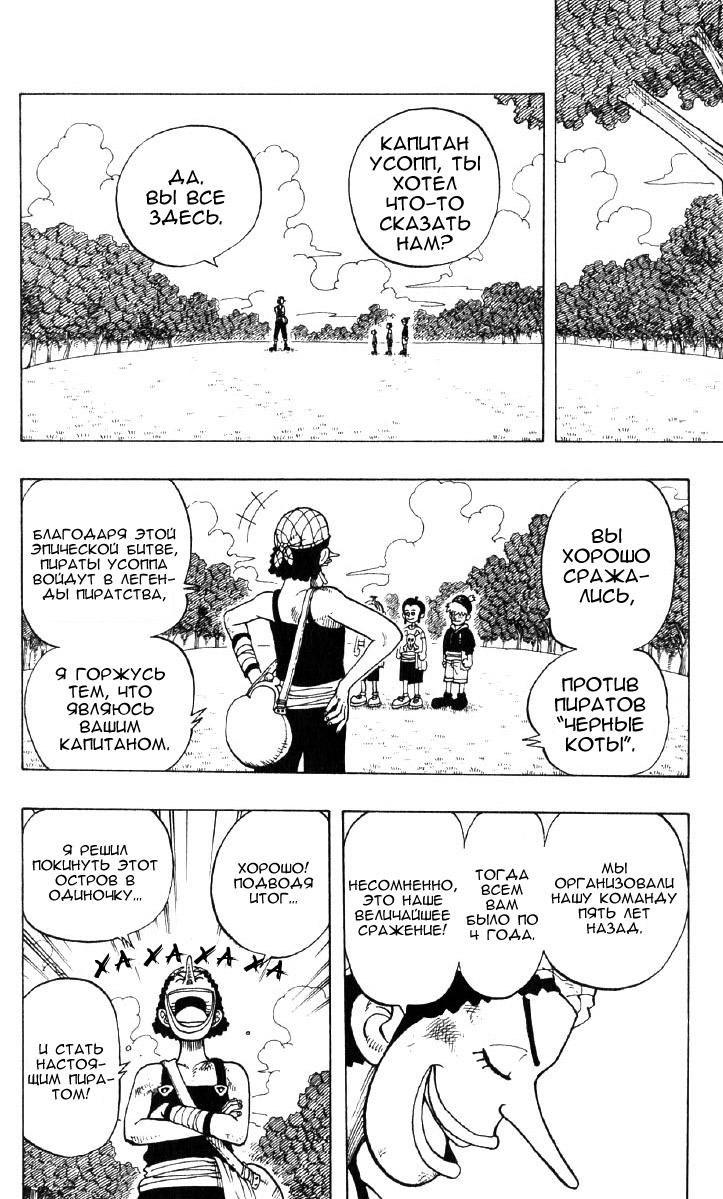 КАПИТАН
УСОПП, ТЫ
ХОТЕЛ
ЧТО-ТО
СКАЗАТЬ
НАМ?
ДА.
ВЫ ВСЕ
ЗДЕСЬ.
ВЫ
ХОРОШО
СРАЖА-
ЛИСЬ,
ПРОТИВ
ПИРАТОВ
"ЧЕРНЫЕ
КОТЫ".
БЛАГОДАРЯ ЭТОЙ
ЭПИЧЕСКОЙ БИТВЕ,
ПИРАТЫ УСОППА
ВОЙДУТ В ЛЕГЕН-
ДЫ ПИРАТСТВА,
Я ГОРЖУСЬ
ТЕМ, ЧТО
ЯВЛЯЮСЬ
ВАШИМ
КАПИТАНОМ.
МЫ
ОРГАНИЗОВАЛИ
НАШУ КОМАНДУ
ПЯТЬ ЛЕТ
НАЗАД.
ТОГДА
ВСЕМ
ВАМ
БЫЛО ПО
4 ГОДА.
НЕСОМНЕННО,
ЭТО НАШЕ
ВЕЛИЧАЙШЕЕ
СРАЖЕНИЕ!
ХОРОШО!
ПОДВОДЯ
ИТОГ...
Я РЕШИЛ
ПОКИНУТЬ ЭТОТ
ОСТРОВ В
ОДИНОЧКУ...
ХА ХА ХА ХА
И СТАТЬ
НАСТОЯ-
ЩИМ ПИРА-
ТОМ!